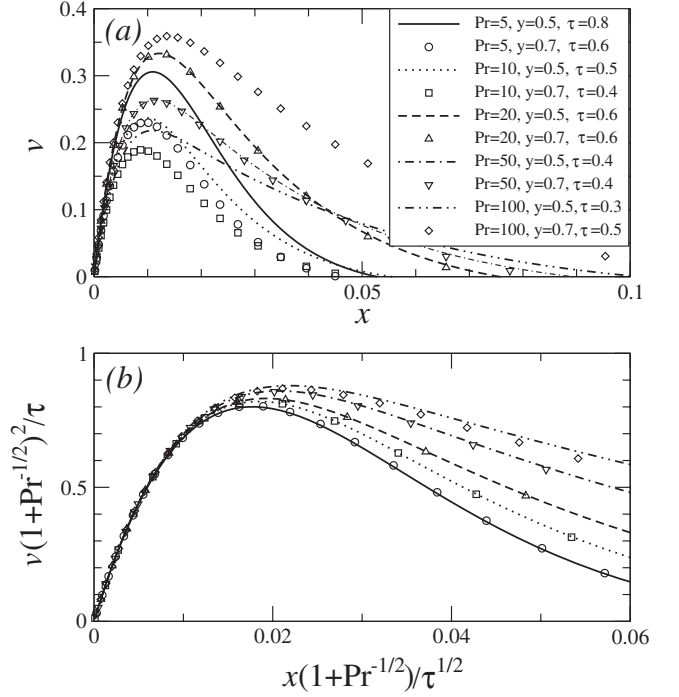 (a)
v
0.4
0.3
0.2
0.1
0
Pr=5, y=0.5, τ=0.8
Pr=5, y=0.7, τ=0.6
Pr=10, y=0.5, τ=0.5
Pr=10, y=0.7, τ=0.4
Pr=20, y=0.5, τ=0.6
Pr=20, y=0.7, τ=0.6
Pr=50, y=0.5, τ=0.4
Pr=50, y=0.7, τ=0.4
Pr=100, y=0.5, τ=0.3
Pr=100, y=0.7, τ=0.5
0 0.05 0.1
x
(b)
v(1+Pr^{-1/2})^2/τ
1
0.5
0
0 0.02 0.04 0.06
x(1+Pr^{-1/2})/τ^{1/2}